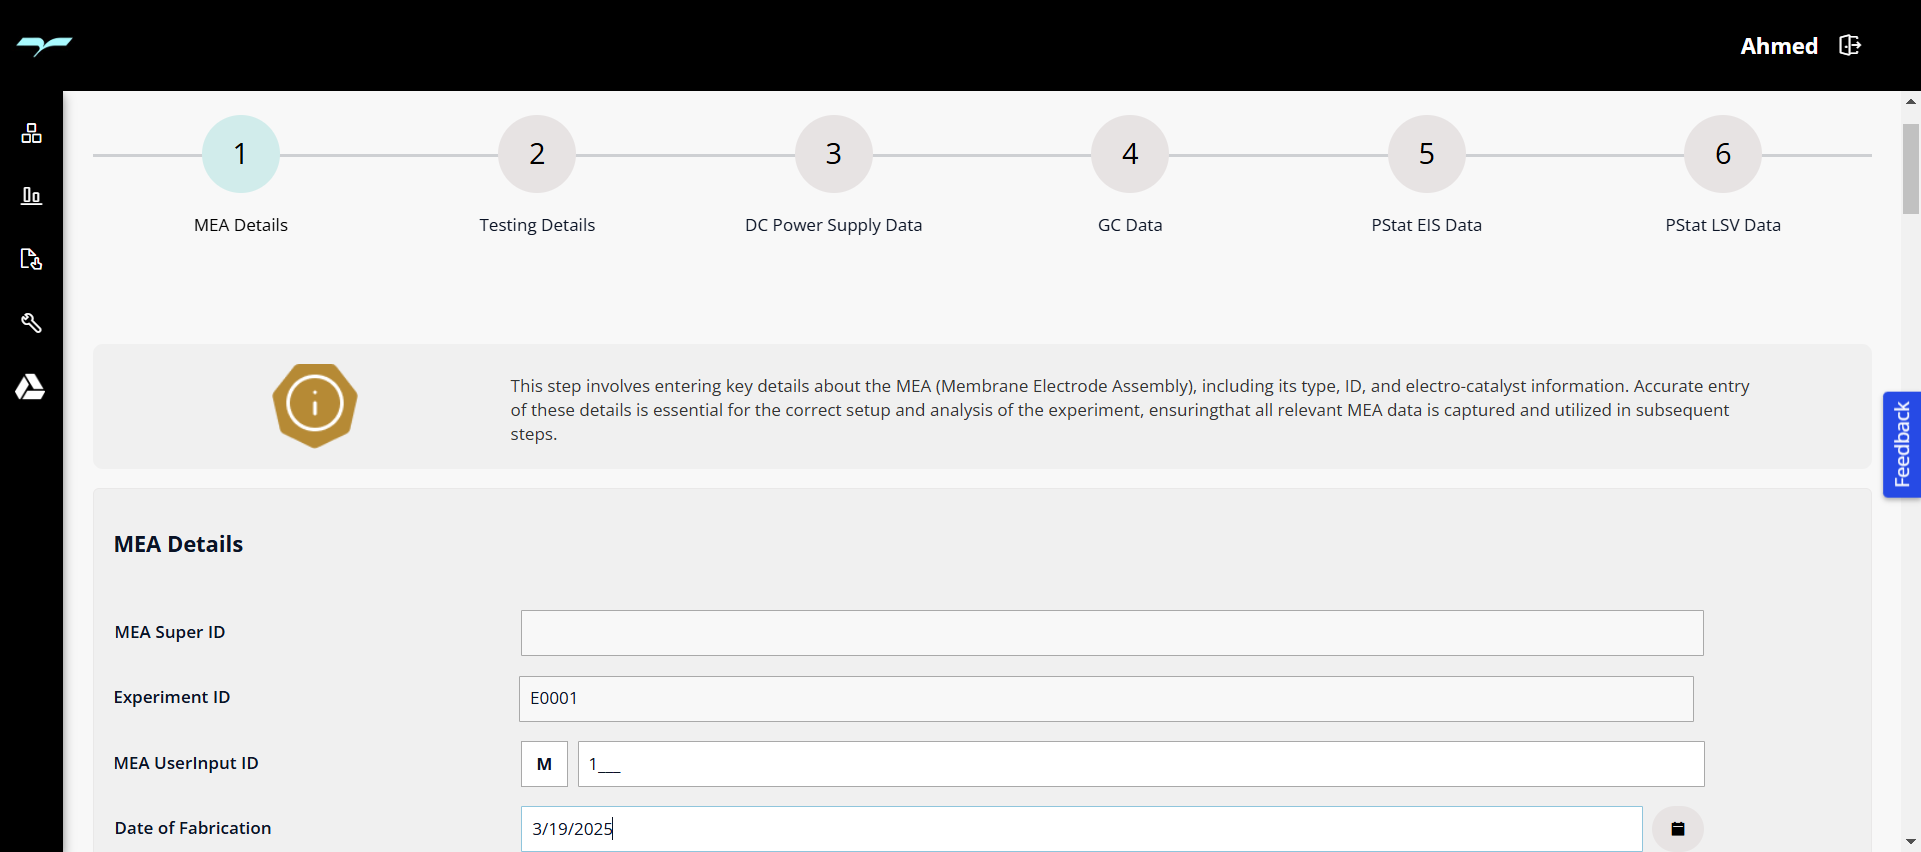 Ahmed
1
2
3
4
5
6
MEA Details
Testing Details
DC Power Supply Data
GC Data
PStat EIS Data
PStat LSV Data
This step involves entering key details about the MEA (Membrane Electrode Assembly), including its type, ID, and electro-catalyst information. Accurate entry
of these details is essential for the correct setup and analysis of the experiment, ensuringthat all relevant MEA data is captured and utilized in subsequent
steps.
Feedback
MEA Details
MEA Super ID
Experiment ID
E0001
MEA UserInput ID
M
1___
Date of Fabrication
3/19/2025